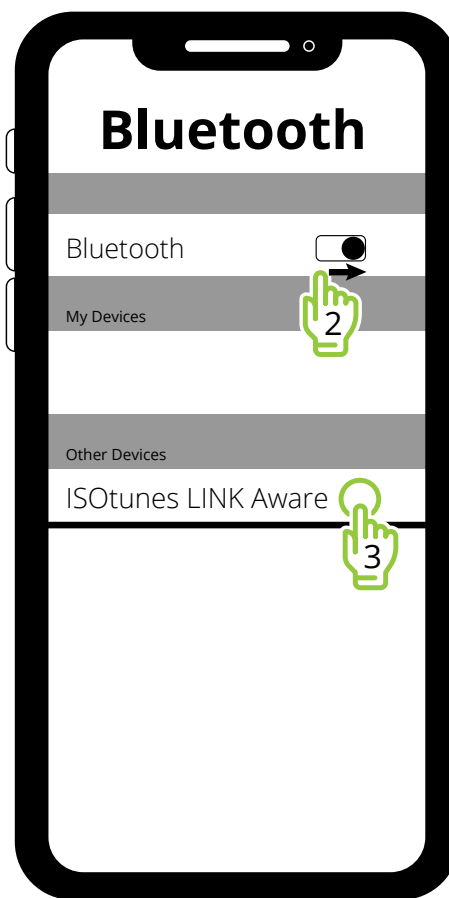 Bluetooth
Bluetooth
2
My Devices
Other Devices
ISOtunes LINK Aware
3